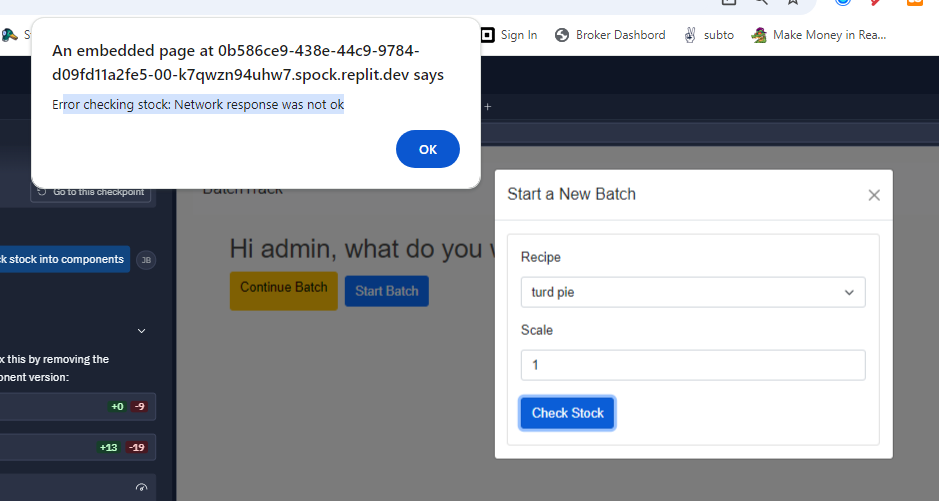 Sign In
Broker Dashbord
subto
Make Money in Rea...
An embedded page at 0b586ce9-438e-44c9-9784-
d09fd11a2fe5-00-k7qwzn94uhw7.spock.replit.dev says
Error checking stock: Network response was not ok
OK
+
Go to this checkpoint
BatchTrack
Start a New Batch
Hi admin, what do you
Continue Batch
Start Batch
Recipe
turd pie
Scale
1
Check Stock
ck stock into components
JB
x this by removing the
onent version:
+0 -9
+13 -19